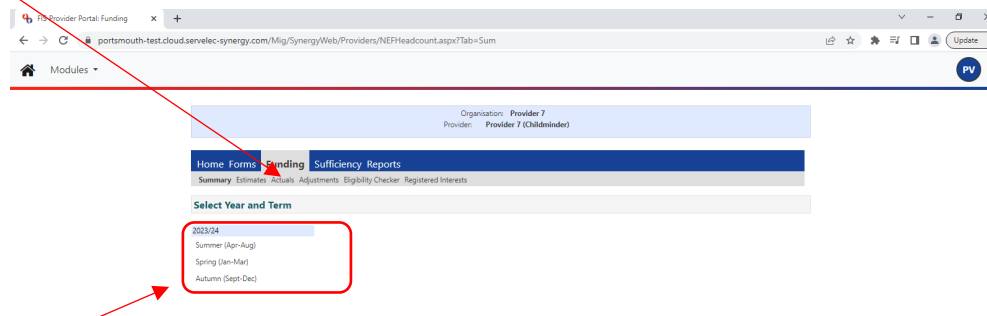 FIS Provider Portal: Funding
portsmouth-test.cloud.servelec-synergy.com/Mig/SynergyWeb/Providers/NEFHeadcount.aspx?Tab=Sum
Update
Modules
PV
Organisation: Provider 7
Provider: Provider 7 (Childminder)
Home Forms Funding Sufficiency Reports
Summary Estimates Actuals Adjustments Eligibility Checker Registered Interests
Select Year and Term
2023/24
Summer (Apr-Aug)
Spring (Jan-Mar)
Autumn (Sept-Dec)